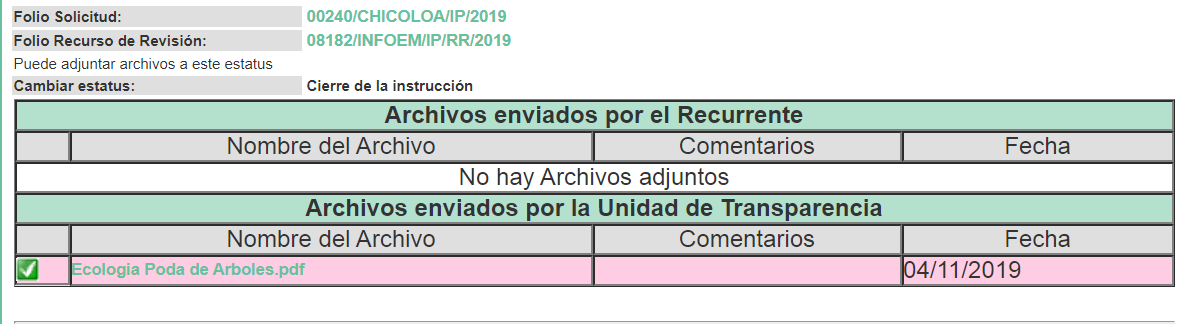 Folio Solicitud: 00240/CHICOLOA/IP/2019
Folio Recurso de Revisión: 08182/INFOEM/IP/RR/2019
Puede adjuntar archivos a este estatus
Cambiar estatus: Cierre de la instrucción
Archivos enviados por el Recurrente
Nombre del Archivo Comentarios Fecha
No hay Archivos adjuntos
Archivos enviados por la Unidad de Transparencia
Nombre del Archivo Comentarios Fecha
Ecologia Poda de Arboles.pdf 04/11/2019